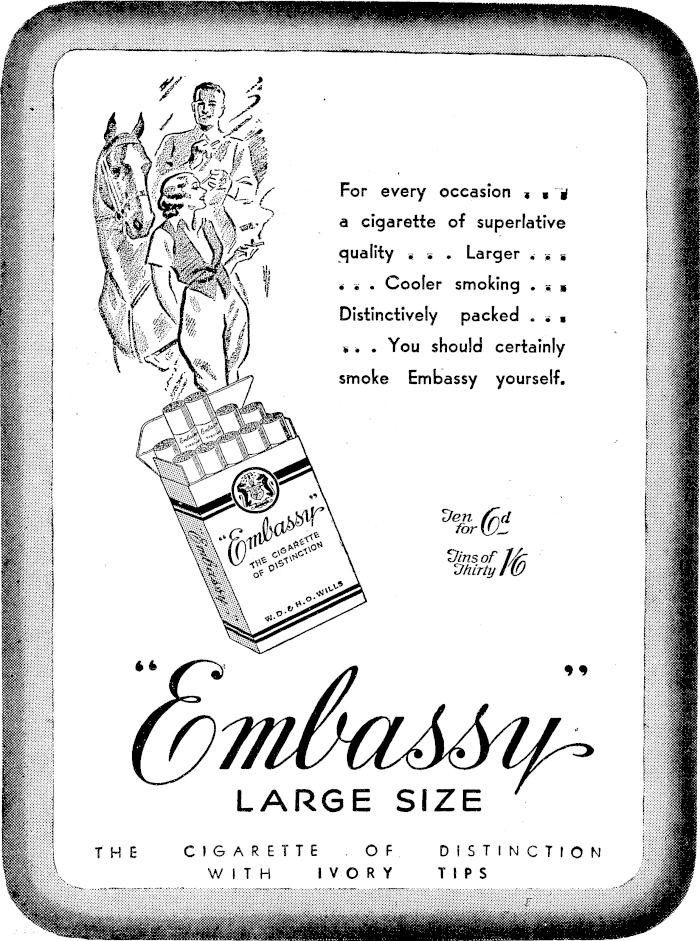 For every occasion . . .
a cigarette of superlative
quality . . . Larger . . .
. . . Cooler smoking . . .
Distinctively packed . . .
. . . You should certainly
smoke Embassy yourself.
"Embassy"
THE CIGARETTE
OF DISTINCTION
W.D. & H.O. WILLS
Embassy
Ten
for 6d
Tins of
Thirty 1/6
"Embassy"
LARGE SIZE
THE CIGARETTE OF DISTINCTION
WITH IVORY TIPS